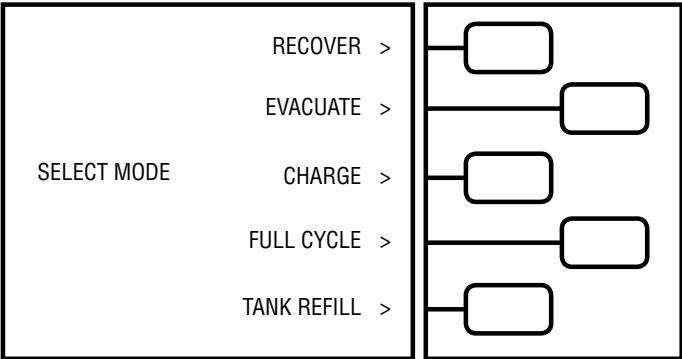 RECOVER >
EVACUATE >
SELECT MODE CHARGE >
FULL CYCLE >
TANK REFILL >